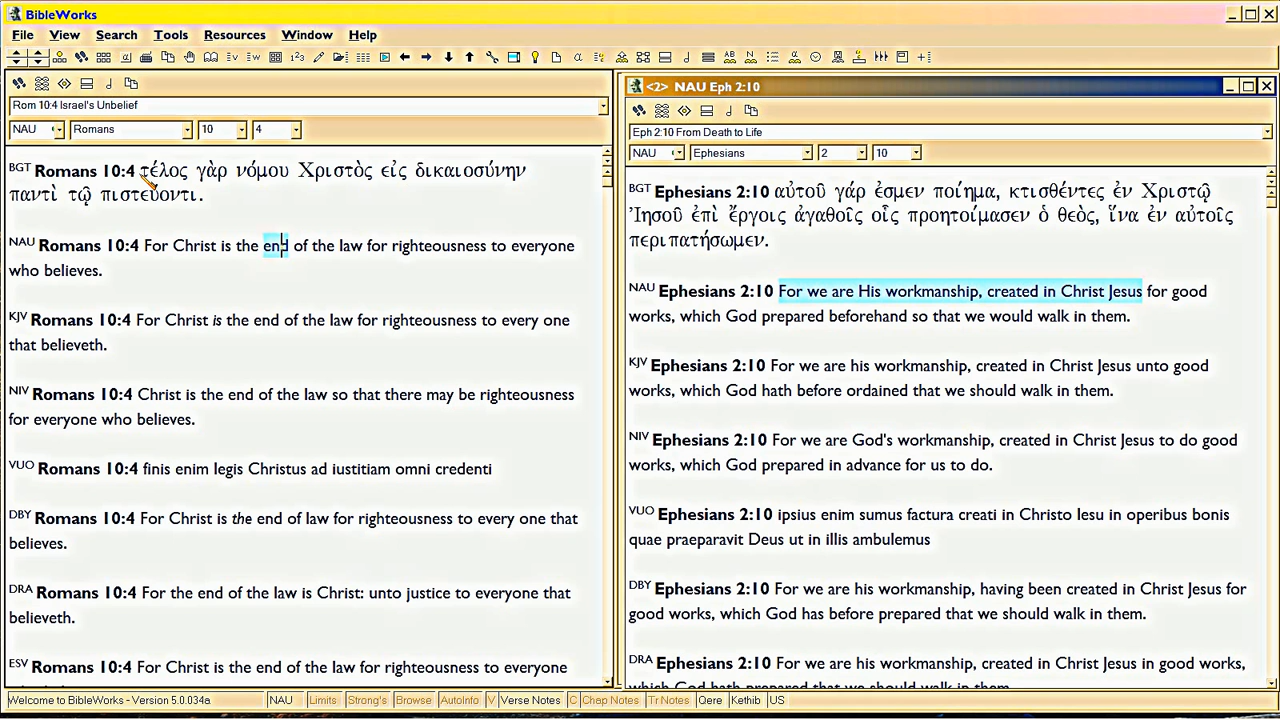 BibleWorks
File View Search Tools Resources Window Help
Rom 10:4 Israel's Unbelief
NAU Romans 10 4
BGT Romans 10:4 τέλος γὰρ νόμου Χριστὸς εἰς δικαιοσύνην
παντὶ τῷ πιστεύοντι.
NAU Romans 10:4 For Christ is the end of the law for righteousness to everyone
who believes.
KJV Romans 10:4 For Christ is the end of the law for righteousness to every one
that believeth.
NIV Romans 10:4 Christ is the end of the law so that there may be righteousness
for everyone who believes.
VUO Romans 10:4 finis enim legis Christus ad iustitiam omni credenti
DBY Romans 10:4 For Christ is the end of law for righteousness to every one that
believes.
DRA Romans 10:4 For the end of the law is Christ: unto justice to everyone that
believeth.
ESV Romans 10:4 For Christ is the end of the law for righteousness to everyone
<2> NAU Eph 2:10
Eph 2:10 From Death to Life
NAU Ephesians 2 10
BGT Ephesians 2:10 αὐτοῦ γάρ ἐσμεν ποίημα, κτισθέντες ἐν Χριστῷ
Ἰησοῦ ἐπὶ ἔργοις ἀγαθοῖς οἷς προητοίμασεν ὁ θεὸς, ἵνα ἐν αὐτοῖς
περιπατήσωμεν.
NAU Ephesians 2:10 For we are His workmanship, created in Christ Jesus for good
works, which God prepared beforehand so that we would walk in them.
KJV Ephesians 2:10 For we are his workmanship, created in Christ Jesus unto good
works, which God hath before ordained that we should walk in them.
NIV Ephesians 2:10 For we are God's workmanship, created in Christ Jesus to do good
works, which God prepared in advance for us to do.
VUO Ephesians 2:10 ipsius enim sumus factura creati in Christo Iesu in operibus bonis
quae praeparavit Deus ut in illis ambulemus
DBY Ephesians 2:10 For we are his workmanship, having been created in Christ Jesus for
good works, which God has before prepared that we should walk in them.
DRA Ephesians 2:10 For we are his workmanship, created in Christ Jesus in good works,
which God hath prepared that we should walk in them.
Welcome to BibleWorks - Version 5.0.034a NAU Limits Strong's Browse AutoInfo V Verse Notes C Chap Notes Tr Notes Qere Kethib US